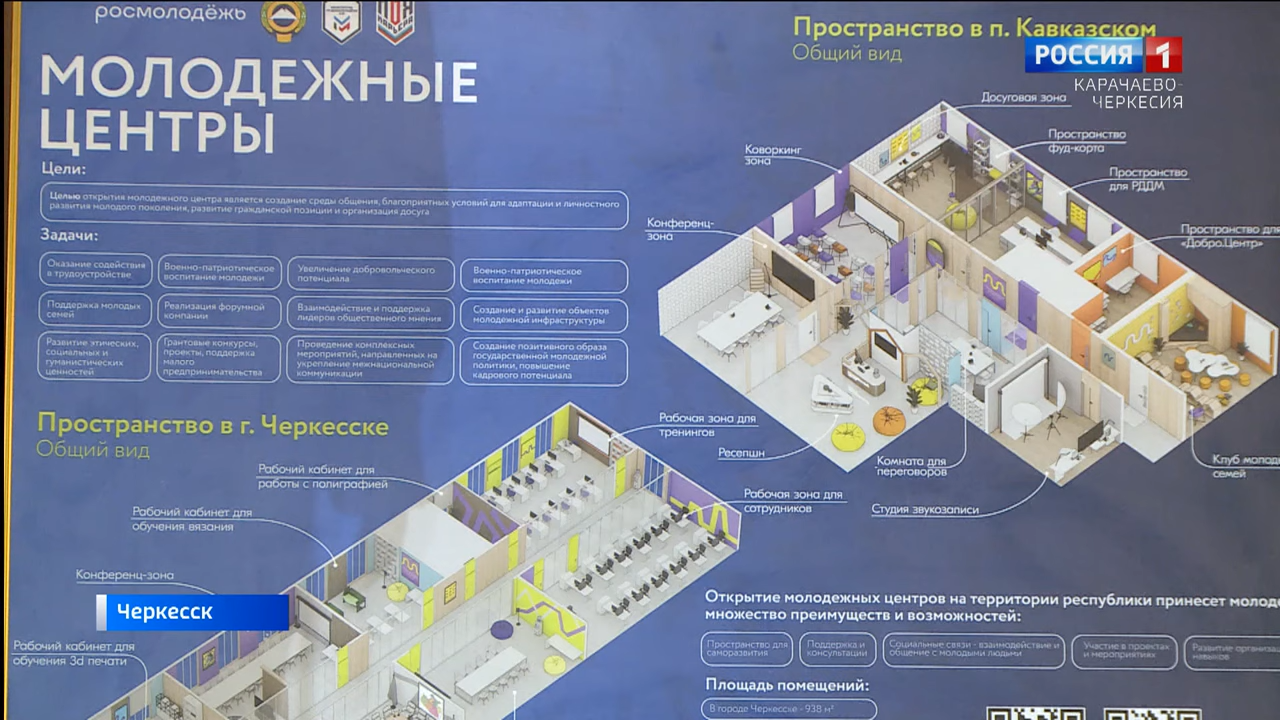 росмолодёжь
МОЛОДЕЖНЫЕ
ЦЕНТРЫ
Цели:
Целью открытия молодежного центра является создание среды общения, благоприятных условий для адаптации и личностного
развития молодого поколения, развитие гражданской позиции и организация досуга
Задачи:
Оказание содействия
в трудоустройстве
Военно-патриотическое
воспитание молодежи
Увеличение добровольческого
потенциала
Военно-патриотическое
воспитание молодежи
Поддержка молодых
семей
Реализация форумной
компании
Взаимодействие и поддержка
лидеров общественного мнения
Создание и развитие объектов
молодежной инфраструктуры
Развитие этических,
социальных и
гуманистических
ценностей
Грантовые конкурсы,
проекты, поддержка
малого
предпринимательства
Проведение комплексных
мероприятий, направленных на
укрепление межнациональной
коммуникации
Создание позитивного образа
государственной молодежной
политики, повышение
кадрового потенциала
Пространство в г. Черкесске
Общий вид
Рабочий кабинет для
работы с полиграфией
Рабочий кабинет для
обучения вязания
Конференц-зона
Рабочий кабинет для
обучения 3d печати
Рабочая зона для
тренингов
Рабочая зона для
сотрудников
Черкесск
Пространство в п. Кавказском
Общий вид
РОССИЯ 1
КАРАЧАЕВО-
ЧЕРКЕСИЯ
Досуговая зона
Пространство
фуд-корта
Коворкинг
зона
Пространство
для РДДМ
Конференц-
зона
Пространство для
«Добро.Центр»
Ресепшн
Комната для
переговоров
Студия звукозаписи
Клуб молоды
семей
Открытие молодежных центров на территории республики принесет молод
множество преимуществ и возможностей:
Пространство для
саморазвития
Поддержка и
консультации
Социальные связи - взаимодействие и
общение с молодыми людьми
Участие в проектах
и мероприятиях
Развитие организац
навыков
Площадь помещений:
В городе Черкесске - 938 м²